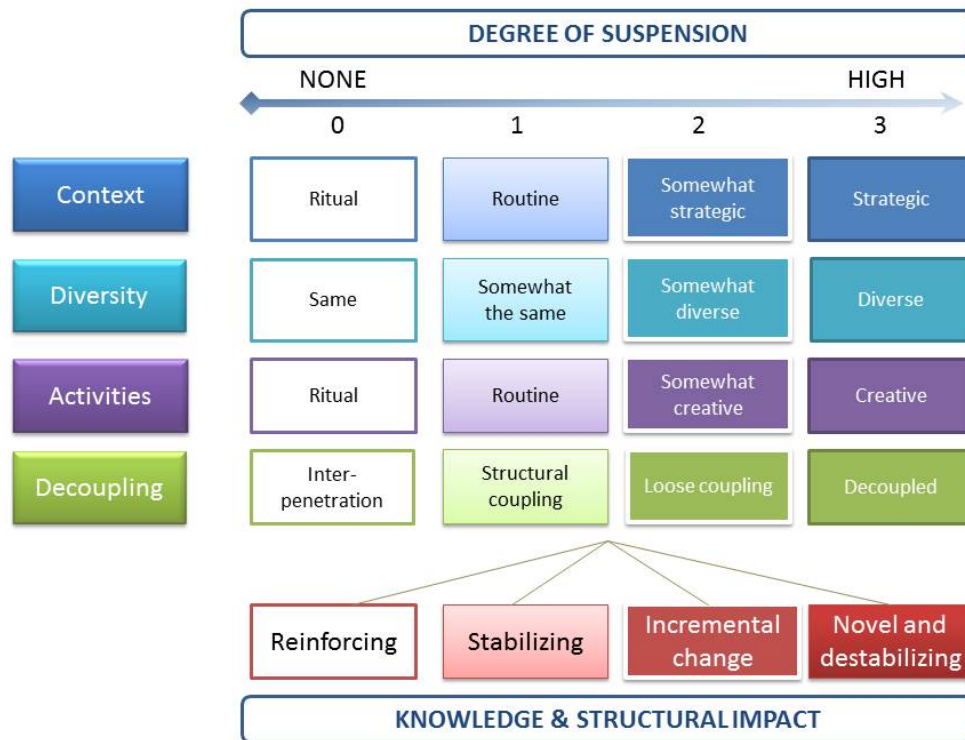 DEGREE OF SUSPENSION
NONE HIGH
0 1 2 3
Context
Ritual
Routine
Somewhat
strategic
Strategic
Diversity
Same
Somewhat
the same
Somewhat
diverse
Diverse
Activities
Ritual
Routine
Somewhat
creative
Creative
Decoupling
Inter-
penetration
Structural
coupling
Loose coupling
Decoupled
Reinforcing
Stabilizing
Incremental
change
Novel and
destabilizing
KNOWLEDGE & STRUCTURAL IMPACT